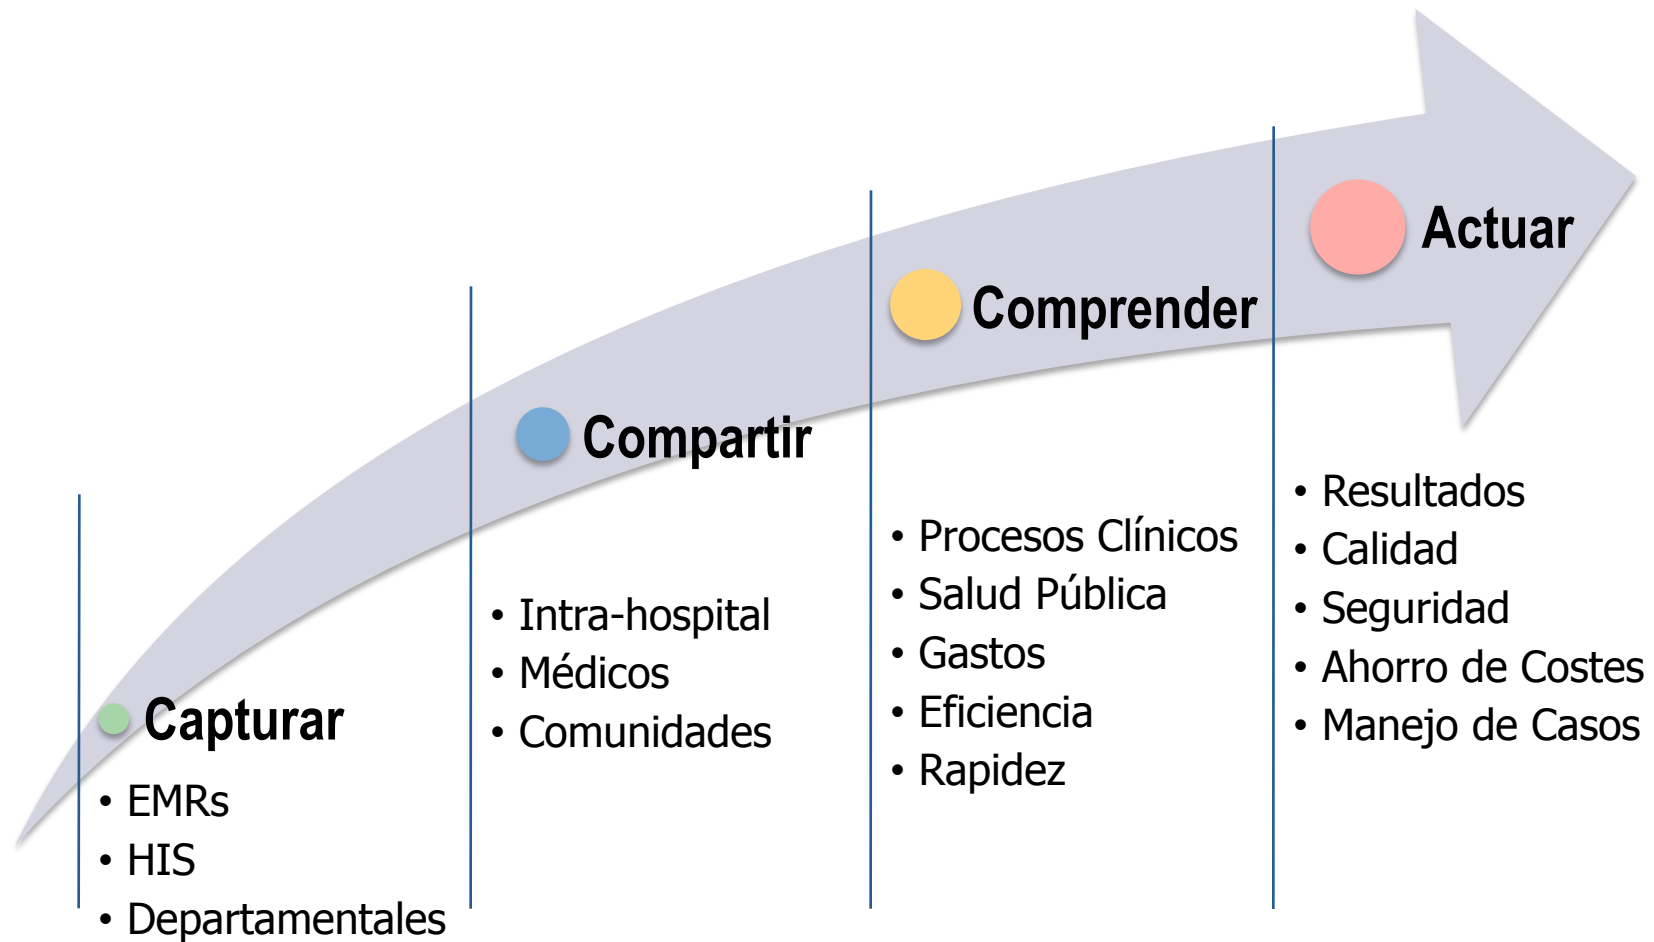 Capturar
• EMRs
• HIS
• Departamentales
Compartir
• Intra-hospital
• Médicos
• Comunidades
Comprender
• Procesos Clínicos
• Salud Pública
• Gastos
• Eficiencia
• Rapidez
Actuar
• Resultados
• Calidad
• Seguridad
• Ahorro de Costes
• Manejo de Casos